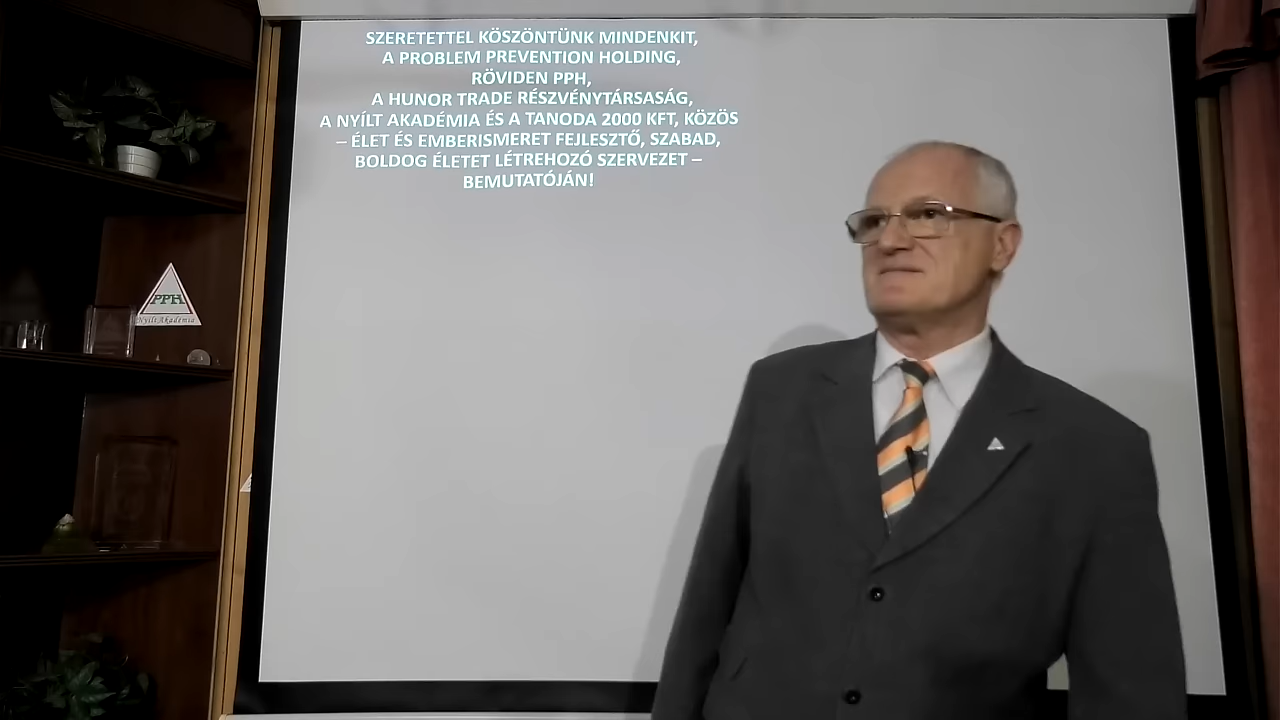 SZERETETTEL KÖSZÖNTÜNK MINDENKIT,
A PROBLEM PREVENTION HOLDING,
RÖVIDEN PPH,
A HUNOR TRADE RÉSZVÉNYTÁRSASÁG,
A NYÍLT AKADÉMIA ÉS A TANODA 2000 KFT, KÖZÖS
– ÉLET ÉS EMBERISMERET FEJLESZTŐ, SZABAD,
BOLDOG ÉLETET LÉTREHOZÓ SZERVEZET –
BEMUTATÓJÁN!
PPH
Nyílt Akadémia